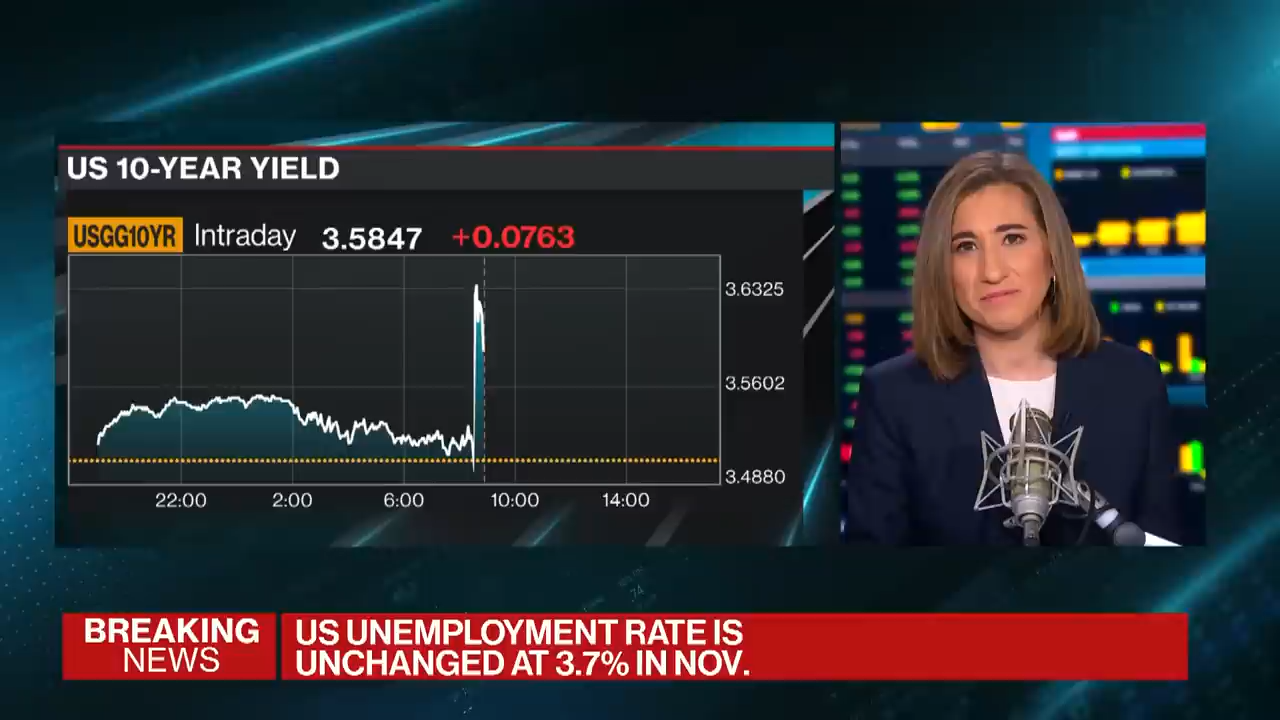 US 10-YEAR YIELD
USGG10YR Intraday 3.5847 +0.0763
3.6325
3.5602
3.4880
22:00 2:00 6:00 10:00 14:00
BREAKING
NEWS
US UNEMPLOYMENT RATE IS
UNCHANGED AT 3.7% IN NOV.